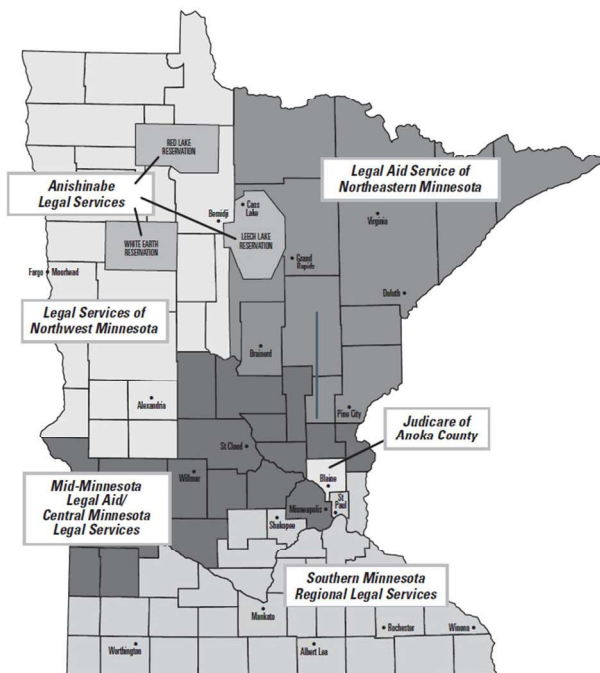 RED LAKE
RESERVATION
Legal Aid Service of
Northeastern Minnesota
Anishinabe
Legal Services
Cass
Lake
Bemidji
Virginia
LEECH LAKE
RESERVATION
WHITE EARTH
RESERVATION
Grand
Rapids
Fargo
Moorhead
Duluth
Legal Services of
Northwest Minnesota
Brainerd
Alexandria
Pine City
Judicare of
Anoka County
St Cloud
Mid-Minnesota
Legal Aid/
Central Minnesota
Legal Services
Willmar
Blaine
St
Paul
Minneapolis
Shakopee
Southern Minnesota
Regional Legal Services
Mankato
Rochester
Winona
Worthington
Albert Lea